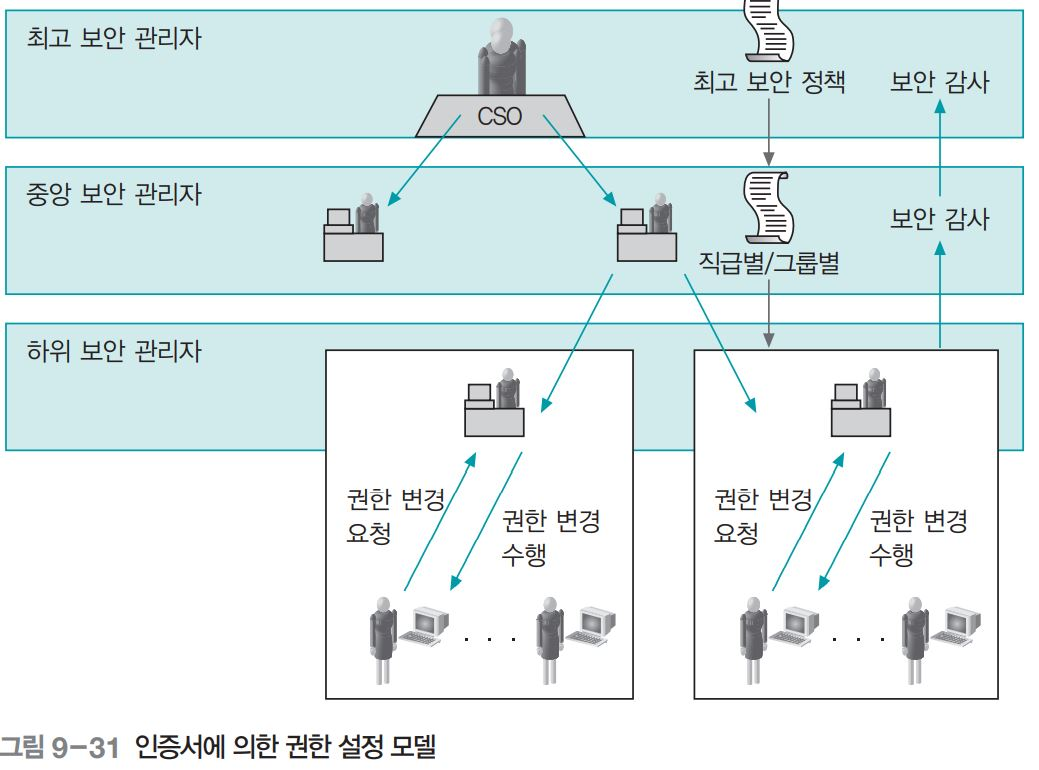 최고 보안 관리자
CSO
최고 보안 정책
보안 감사
중앙 보안 관리자
직급별/그룹별
보안 감사
하위 보안 관리자
권한 변경
요청
권한 변경
수행
권한 변경
요청
권한 변경
수행
그림 9-31 인증서에 의한 권한 설정 모델